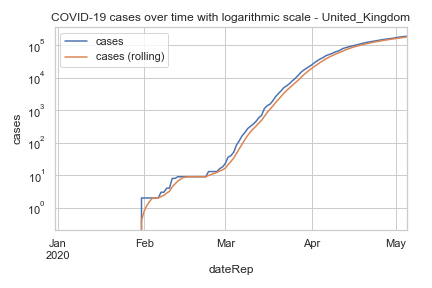 COVID-19 cases over time with logarithmic scale - United_Kingdom
cases
cases (rolling)
10^5
10^4
10^3
10^2
10^1
10^0
cases
Jan
2020
Feb
Mar
Apr
May
dateRep